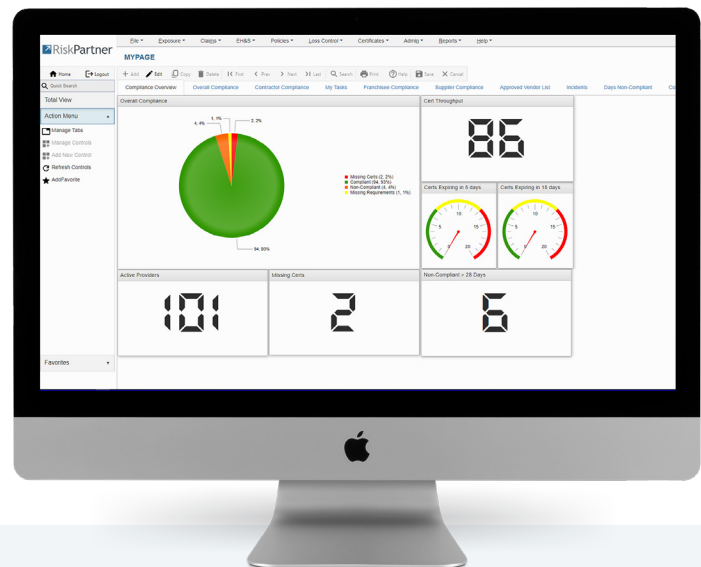 RiskPartner
File Exposure Claims EH&S Policies Loss Control Certificates Admin Reports Help
MYPAGE
Home Logout
+ Add Edit Copy Delete First Prev Next Last Search Print Help Save Cancel
Quick Search
Compliance Overview Overall Compliance Contractor Compliance My Tasks Franchisee Compliance Supplier Compliance Approved Vendor List Incidents Days Non-Compliant
Total View
Action Menu
Manage Tabs
Manage Controls
Add New Control
Refresh Controls
AddFavorite
Favorites
Overall Compliance
1, 1%
2, 2%
4, 4%
Missing Certs (2, 2%)
Compliant (94, 93%)
Non-Compliant (4, 4%)
Missing Requirements (1, 1%)
94, 93%
Cert Throughput
86
Certs Expiring in 5 days
0 5 10 15 20
Certs Expiring in 15 days
0 5 10 15 20
Active Providers
101
Missing Certs
2
Non-Compliant > 28 Days
6